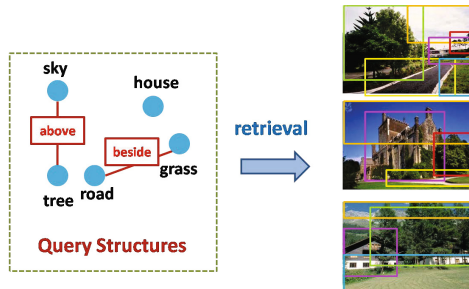 sky
house
above
beside
retrieval
grass
tree
road
Query Structures